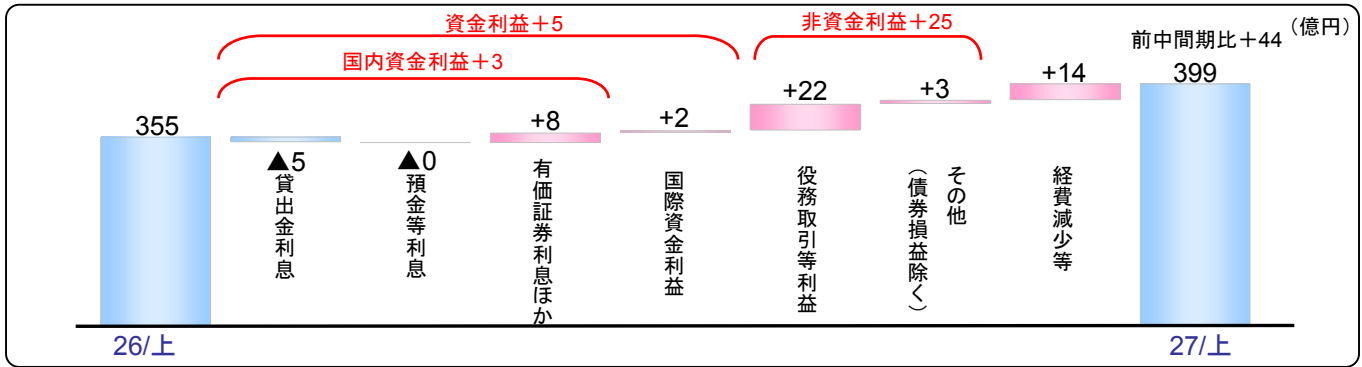 （億円）
資金利益＋5
非資金利益＋25
前中間期比＋44
国内資金利益＋3
355
▲5
▲0
+8
+2
+22
+3
+14
399
貸出金利息
預金等利息
有価証券利息ほか
国際資金利益
役務取引等利益
その他
（債券損益除く）
経費減少等
26/上
27/上